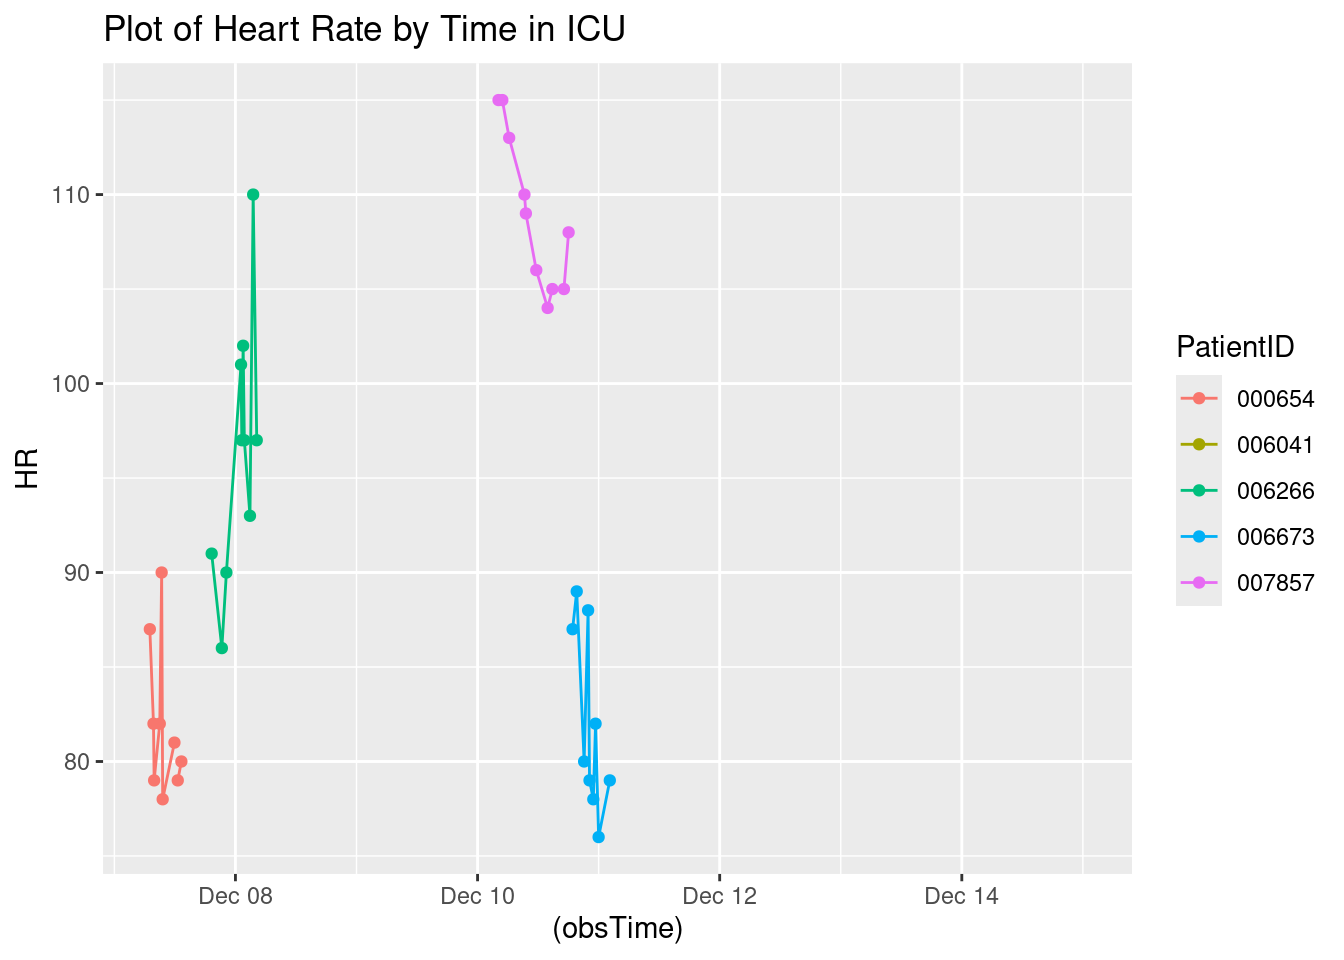 Plot of Heart Rate by Time in ICU
110
100
90
80
HR
Dec 08
Dec 10
Dec 12
Dec 14
(obsTime)
PatientID
000654
006041
006266
006673
007857